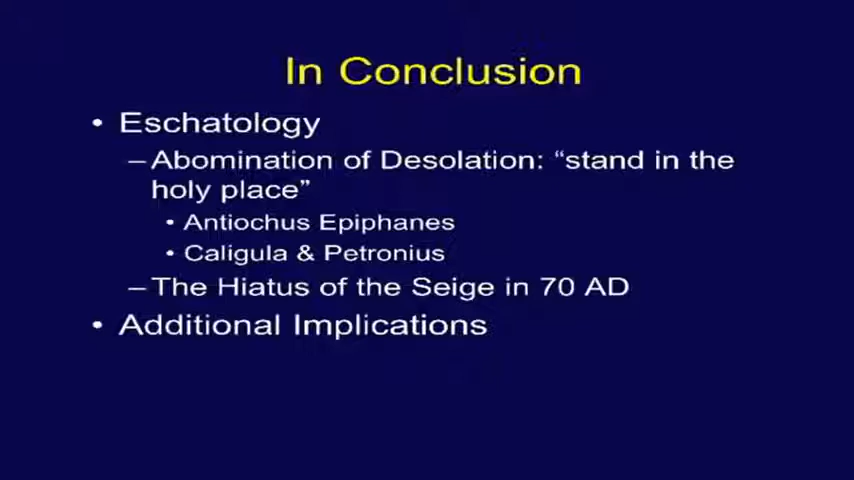 In Conclusion
• Eschatology
– Abomination of Desolation: “stand in the
holy place”
• Antiochus Epiphanes
• Caligula & Petronius
– The Hiatus of the Seige in 70 AD
• Additional Implications